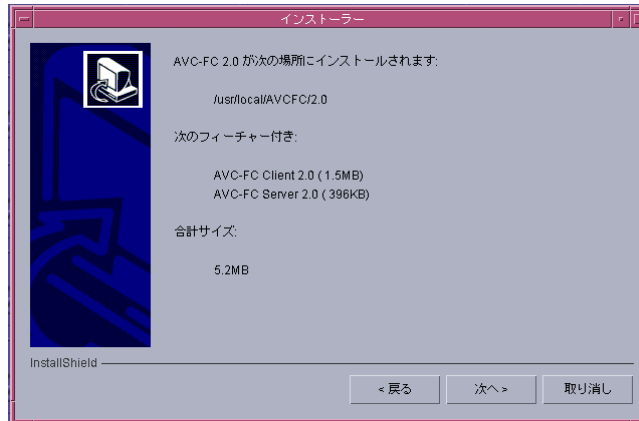 インストーラー
AVC-FC 2.0 が次の場所にインストールされます:
/usr/local/AVCFC/2.0
次のフィーチャー付き:
AVC-FC Client 2.0 ( 1.5MB)
AVC-FC Server 2.0 ( 396KB)
合計サイズ:
5.2MB
InstallShield
< 戻る
次へ >
取り消し